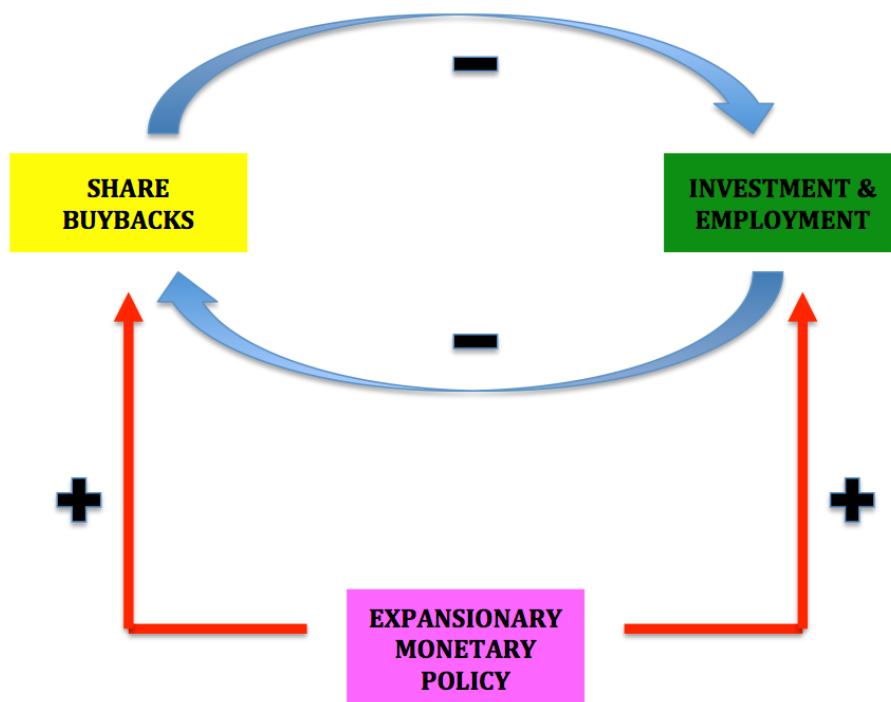 SHARE
BUYBACKS
INVESTMENT &
EMPLOYMENT
EXPANSIONARY
MONETARY
POLICY